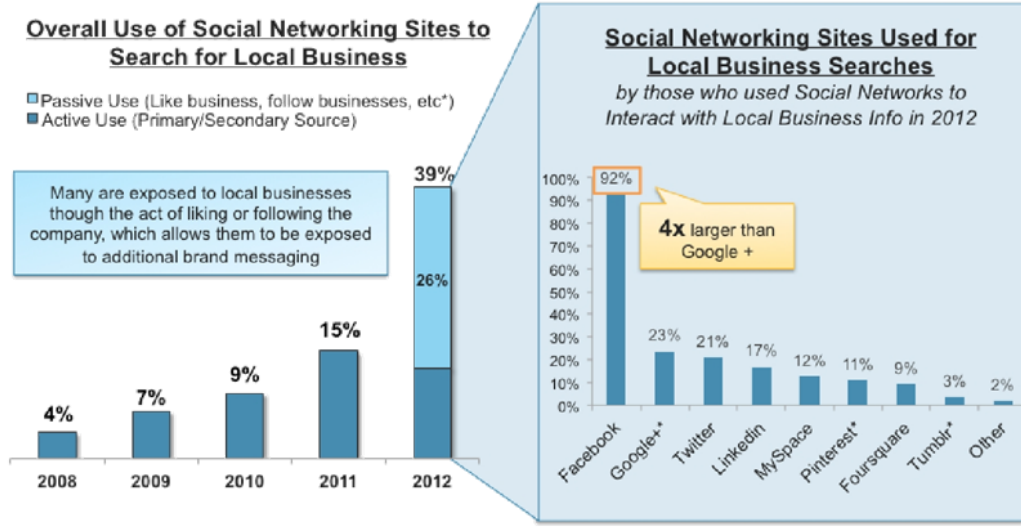 Overall Use of Social Networking Sites to
Search for Local Business
Passive Use (Like business, follow businesses, etc*)
Active Use (Primary/Secondary Source)
Many are exposed to local businesses
though the act of liking or following the
company, which allows them to be exposed
to additional brand messaging
39%
26%
15%
9%
7%
4%
2008
2009
2010
2011
2012
Social Networking Sites Used for
Local Business Searches
by those who used Social Networks to
Interact with Local Business Info in 2012
100%
90%
80%
70%
60%
50%
40%
30%
20%
10%
0%
92%
4x larger than
Google +
23%
21%
17%
12%
11%
9%
3%
2%
Facebook
Google+*
Twitter
Linkedin
MySpace
Pinterest*
Foursquare
Tumblr*
Other